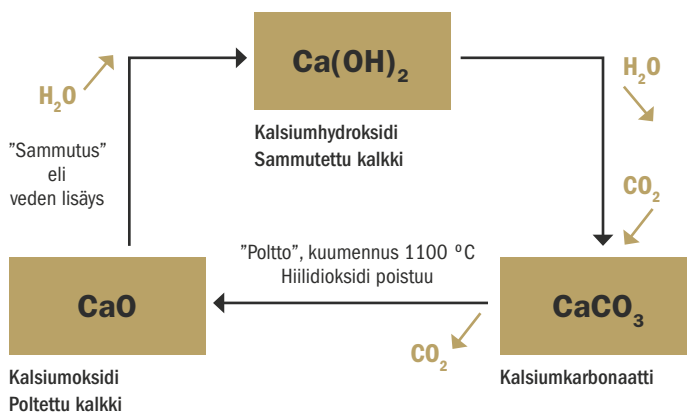 Ca(OH)₂
H₂O
H₂O
Kalsiumhydroksidi
Sammutettu kalkki
"Sammutus"
eli
veden lisäys
CO₂
"Poltto", kuumennus 1100 ºC
Hiilidioksidi poistuu
CaO
CaCO₃
CO₂
Kalsiumoksidi
Poltettu kalkki
Kalsiumkarbonaatti